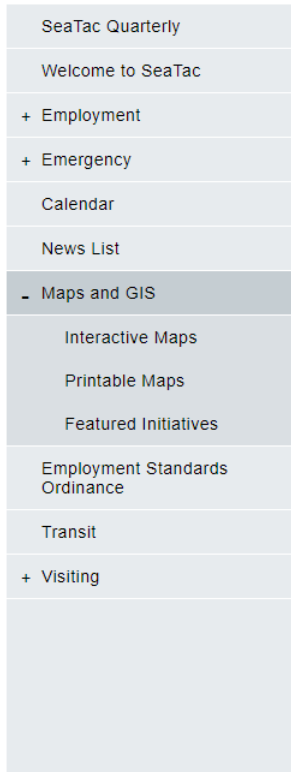 SeaTac Quarterly
Welcome to SeaTac
+ Employment
+ Emergency
Calendar
News List
- Maps and GIS
Interactive Maps
Printable Maps
Featured Initiatives
Employment Standards
Ordinance
Transit
+ Visiting